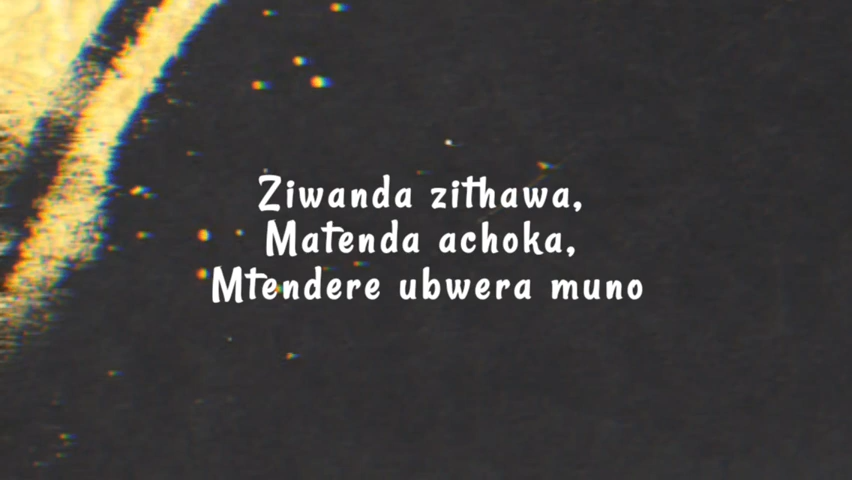 Ziwanda zithawa,
Matenda achoka,
Mtendere ubwera muno